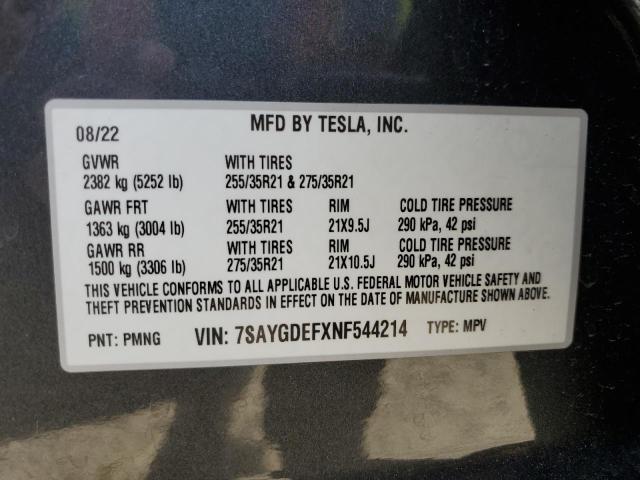 08/22 MFD BY TESLA, INC.
GVWR WITH TIRES
2382 kg (5252 lb) 255/35R21 & 275/35R21
GAWR FRT WITH TIRES RIM COLD TIRE PRESSURE
1363 kg (3004 lb) 255/35R21 21X9.5J 290 kPa, 42 psi
GAWR RR WITH TIRES RIM COLD TIRE PRESSURE
1500 kg (3306 lb) 275/35R21 21X10.5J 290 kPa, 42 psi
THIS VEHICLE CONFORMS TO ALL APPLICABLE U.S. FEDERAL MOTOR VEHICLE SAFETY AND
THEFT PREVENTION STANDARDS IN EFFECT ON THE DATE OF MANUFACTURE SHOWN ABOVE.
PNT: PMNG VIN: 7SAYGDEFXNF544214 TYPE: MPV